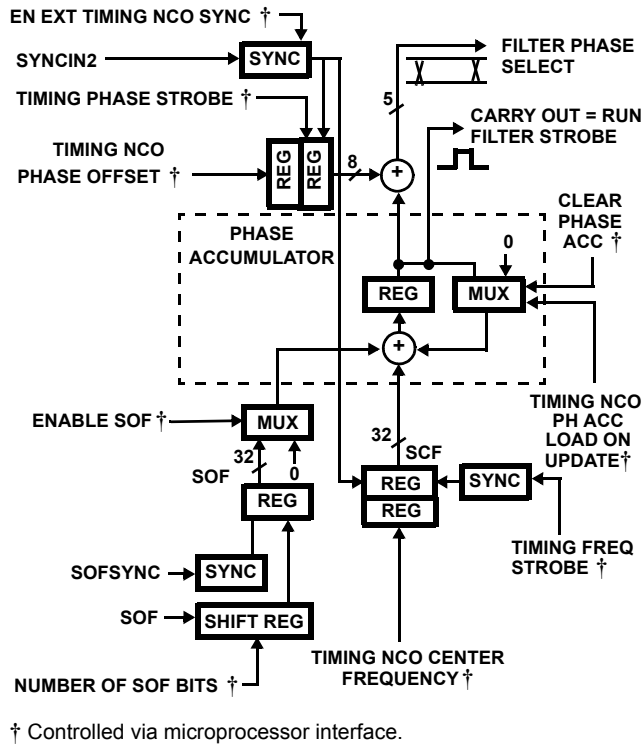 EN EXT TIMING NCO SYNC †
SYNCIN2
SYNC
TIMING PHASE STROBE †
TIMING NCO
PHASE OFFSET †
REG
REG
8
+
5
FILTER PHASE
SELECT
CARRY OUT = RUN
FILTER STROBE
CLEAR
PHASE
ACC †
PHASE
ACCUMULATOR
0
REG
MUX
+
TIMING NCO
PH ACC
LOAD ON
UPDATE†
ENABLE SOF †
MUX
32
SOF
0
REG
32
SCF
REG
REG
SYNC
TIMING FREQ
STROBE †
SOFSYNC
SYNC
SOF
SHIFT REG
NUMBER OF SOF BITS †
TIMING NCO CENTER
FREQUENCY †
† Controlled via microprocessor interface.